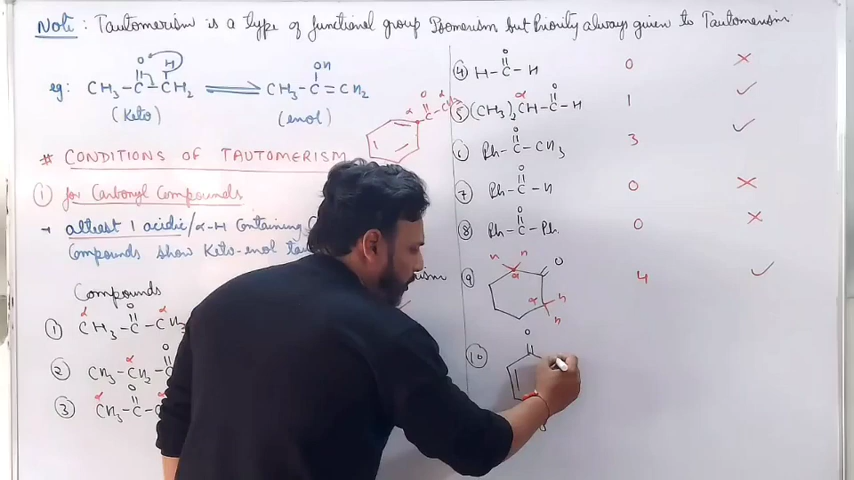 Note : Tautomerism is a type of functional group Isomerism but Priority always given to Tautomerism
eg: CH3-C-CH2 ⇌ CH3-C=CH2
O H OH
(Keto) (enol)
# CONDITIONS OF TAUTOMERISM
① for Carbonyl Compounds
→ atleast 1 acidic/α-H Containing
Compounds show Keto-enol
Compounds
① CH3-C-CH3
O α α
② CH3-CH2-C
α O
③ CH3-C
α O
④ H-C-H 0 ×
O
⑤ (CH3)2CH-C-H 1 ✓
α O
⑥ Ph-C-CH3 3 ✓
O
⑦ Ph-C-H 0 ×
O
⑧ Ph-C-Ph 0 ×
O
⑨ H H α O α H H 4 ✓
⑩ O